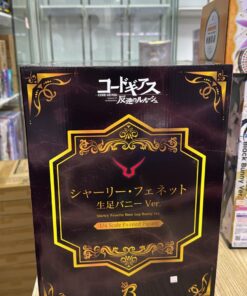 コードギアス
反逆のルルーシュ
シャーリー・フェネット
生足バニー Ver.
1/4 Scale Painted Figure
B